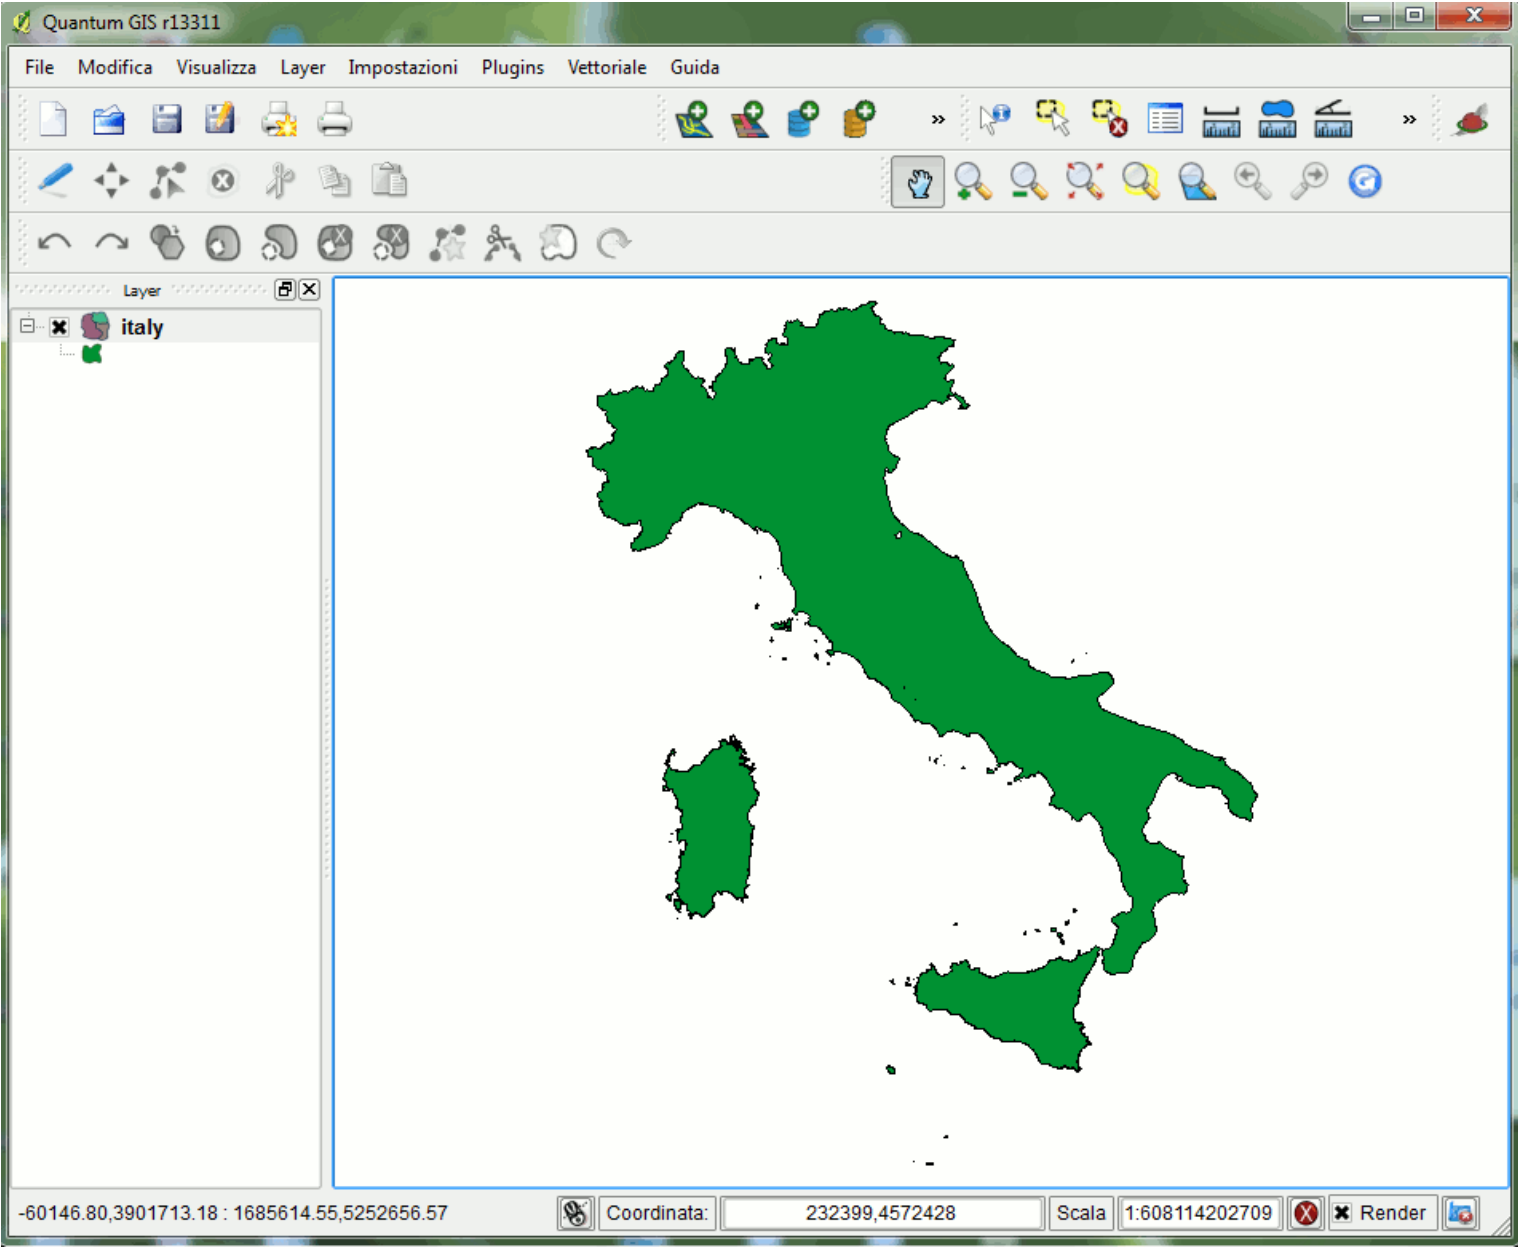 Quantum GIS r13311
File Modifica Visualizza Layer Impostazioni Plugins Vettoriale Guida
Layer
italy
-60146.80,3901713.18 : 1685614.55,5252656.57 Coordinata: 232399,4572428 Scala 1:608114202709 Render